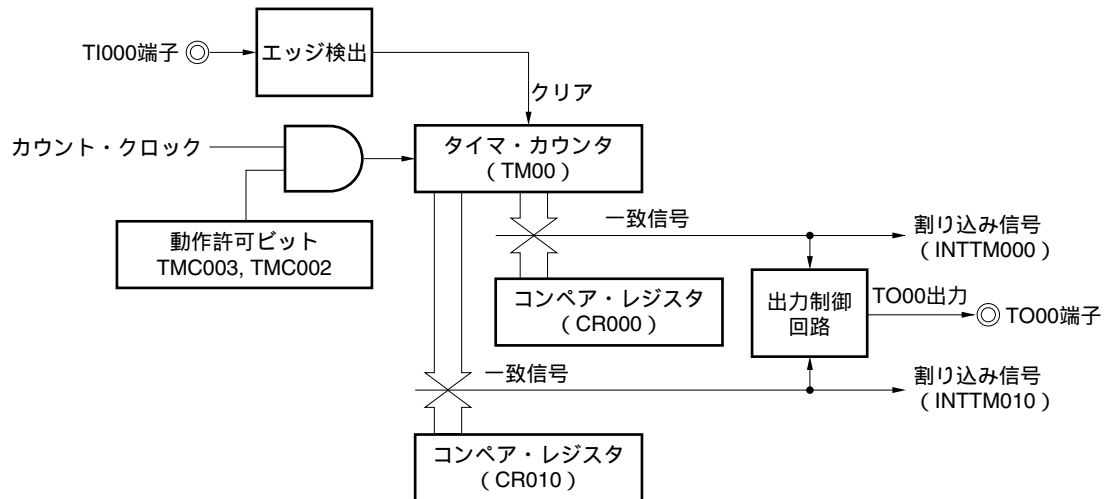 TI000端子
エッジ検出
クリア
カウント・クロック
タイマ・カウンタ
（TM00）
動作許可ビット
TMC003, TMC002
一致信号
割り込み信号
（INTTM000）
コンペア・レジスタ
（CR000）
出力制御
回路
TO00出力
TO00端子
一致信号
割り込み信号
（INTTM010）
コンペア・レジスタ
（CR010）